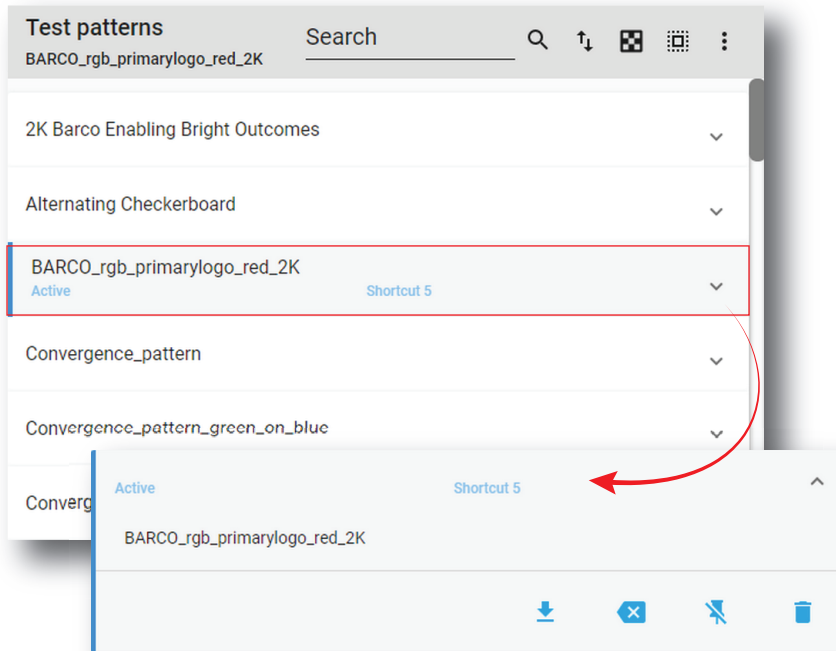 Test patterns
Search
BARCO_rgb_primarylogo_red_2K
2K Barco Enabling Bright Outcomes
Alternating Checkerboard
BARCO_rgb_primarylogo_red_2K
Active Shortcut 5
Convergence_pattern
Convergence_pattern_green_on_blue
Converg
Active Shortcut 5
BARCO_rgb_primarylogo_red_2K